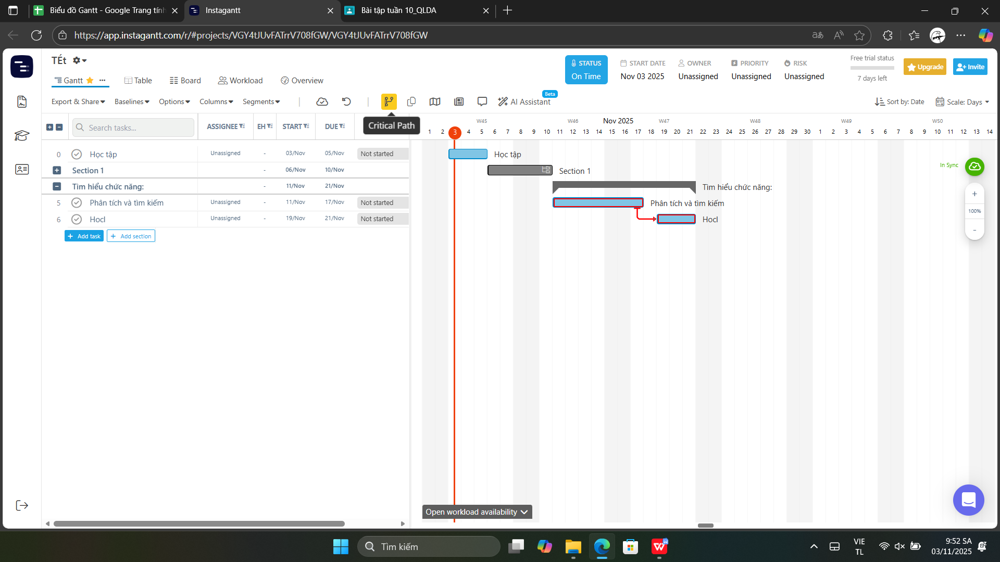 Biểu đồ Gantt - Google Trang tính
Instagantt
Bài tập tuần 10_QLDA
https://app.instagantt.com/r/#projects/VGY4tJUvFATrrV708fGW/VGY4tJUvFATrrV708fGW
TÉt
Gantt
Table
Board
Workload
Overview
STATUS
On Time
START DATE
Nov 03 2025
OWNER
Unassigned
PRIORITY
Unassigned
RISK
Unassigned
Free trial status
7 days left
Upgrade
Invite
Export & Share
Baselines
Options
Columns
Segments
AI Assistant
Beta
Sort by: Date
Scale: Days
Critical Path
Search tasks...
ASSIGNEE
EH
START
DUE
W45
W46
Nov 2025
W47
W48
W49
W50
1 2 3 4 5 6 7 8 9 10 11 12 13 14 15 16 17 18 19 20 21 22 23 24 25 26 27 28 29 30 1 2 3 4 5 6 7 8 9 10 11 12 13 14
0 Học tập Unassigned - 03/Nov 05/Nov Not started
Học tập
Section 1 - 06/Nov 10/Nov
Section 1
Tìm hiểu chức năng: - 11/Nov 21/Nov
Tìm hiểu chức năng:
5 Phân tích và tìm kiếm Unassigned - 11/Nov 17/Nov Not started
Phân tích và tìm kiếm
6 Hocl Unassigned - 19/Nov 21/Nov Not started
Hocl
+ Add task
+ Add section
In Sync
+
100%
-
Open workload availability
Tìm kiếm
VIE
TL
9:52 SA
03/11/2025